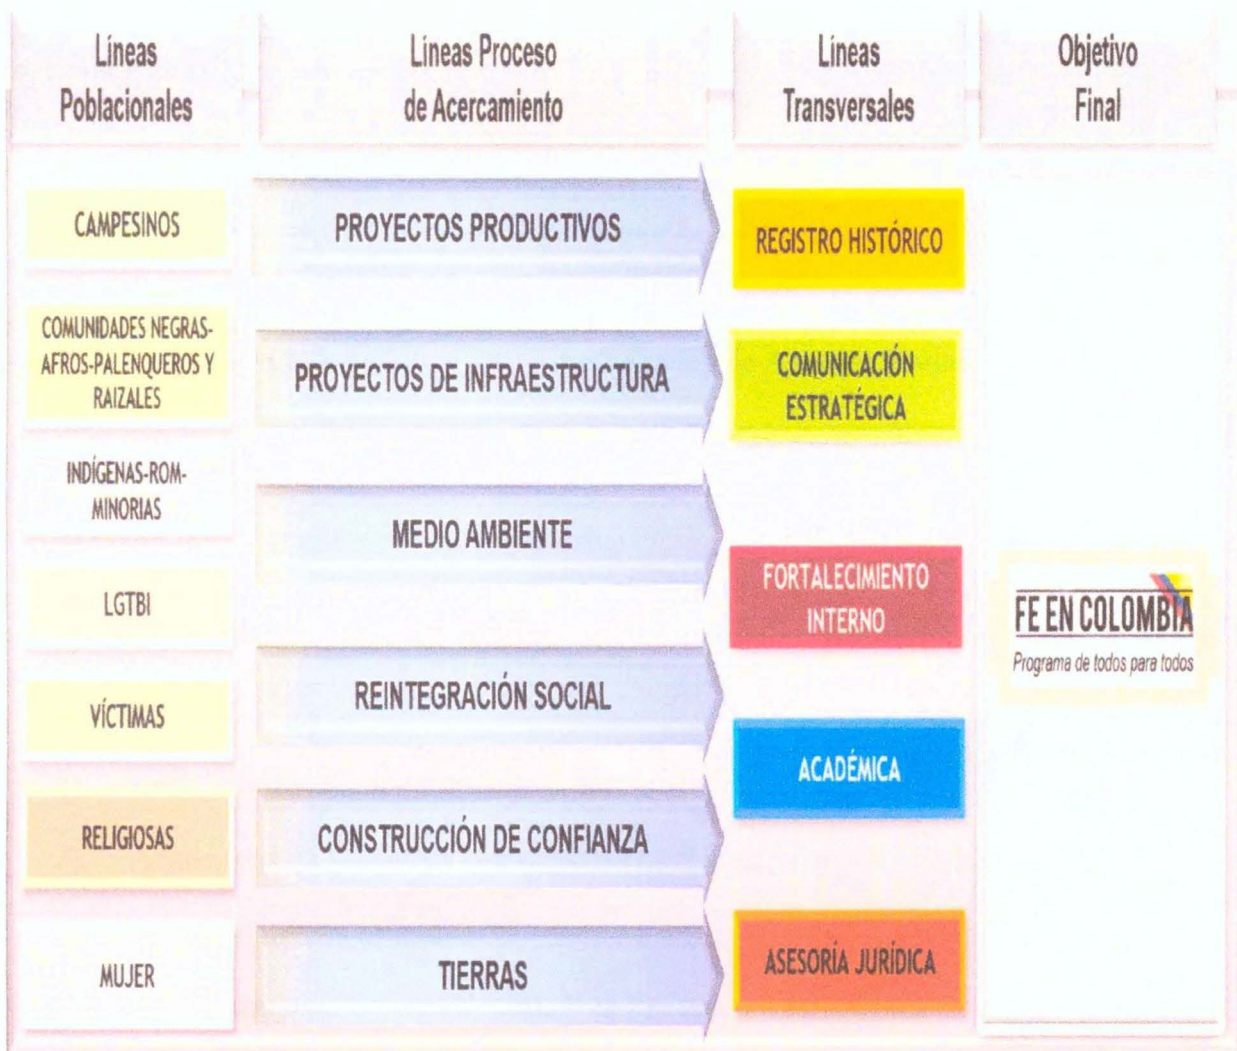 Líneas
Poblacionales
Líneas Proceso
de Acercamiento
Líneas
Transversales
Objetivo
Final
CAMPESINOS
COMUNIDADES NEGRAS-
AFROS-PALENQUEROS Y
RAIZALES
INDÍGENAS-ROM-
MINORIAS
LGTBI
VÍCTIMAS
RELIGIOSAS
MUJER
PROYECTOS PRODUCTIVOS
PROYECTOS DE INFRAESTRUCTURA
MEDIO AMBIENTE
REINTEGRACIÓN SOCIAL
CONSTRUCCIÓN DE CONFIANZA
TIERRAS
REGISTRO HISTÓRICO
COMUNICACIÓN
ESTRATÉGICA
FORTALECIMIENTO
INTERNO
ACADÉMICA
ASESORÍA JURÍDICA
FE EN COLOMBIA
Programa de todos para todos